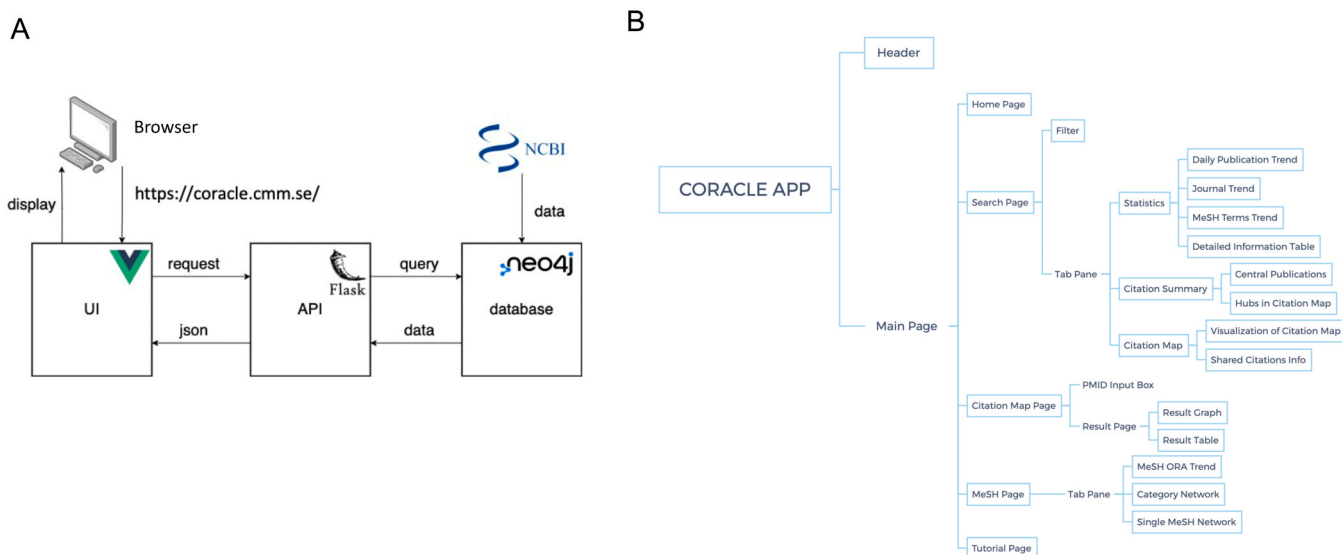 A
Browser
NCBI
https://coracle.cmm.se/
display
data
request
Flask
query
neo4j
UI
API
database
json
data
B
Header
Home Page
Filter
Daily Publication Trend
CORACLE APP
Journal Trend
Search Page
Statistics
MeSH Terms Trend
Detailed Information Table
Tab Pane
Central Publications
Citation Summary
Hubs in Citation Map
Main Page
Visualization of Citation Map
Citation Map
Shared Citations Info
PMID Input Box
Citation Map Page
Result Graph
Result Page
Result Table
MeSH ORA Trend
MeSH Page
Tab Pane
Category Network
Single MeSH Network
Tutorial Page